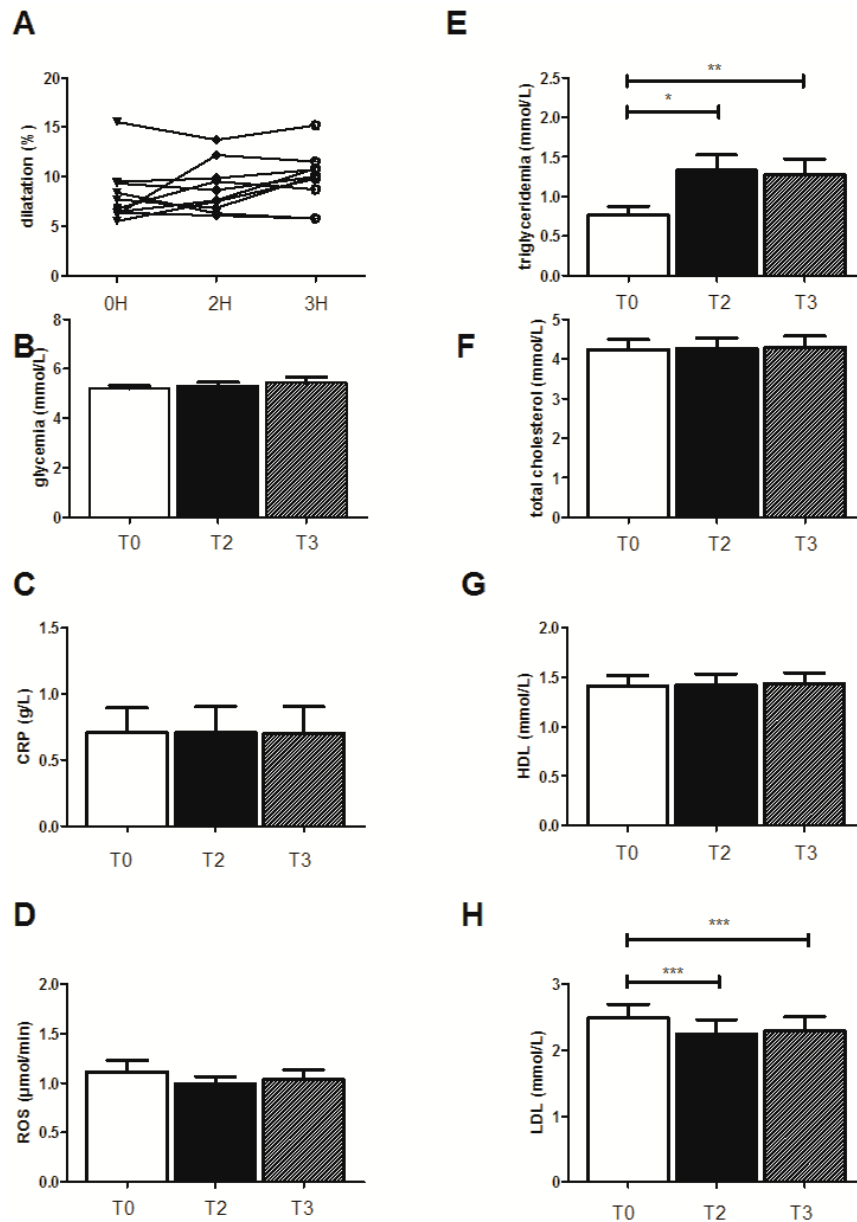 A
dilatation (%)
20
15
10
5
0
0H 2H 3H
B
glycemia (mmol/L)
8
6
4
2
0
T0 T2 T3
C
CRP (g/L)
1.5
1.0
0.5
0.0
T0 T2 T3
D
ROS (µmol/min)
2.0
1.5
1.0
0.5
0.0
T0 T2 T3
E
**
*
triglyceridemia (mmol/L)
2.5
2.0
1.5
1.0
0.5
0.0
T0 T2 T3
F
total cholesterol (mmol/L)
5
4
3
2
1
0
T0 T2 T3
G
HDL (mmol/L)
2.0
1.5
1.0
0.5
0.0
T0 T2 T3
H
***
***
LDL (mmol/L)
3
2
1
0
T0 T2 T3